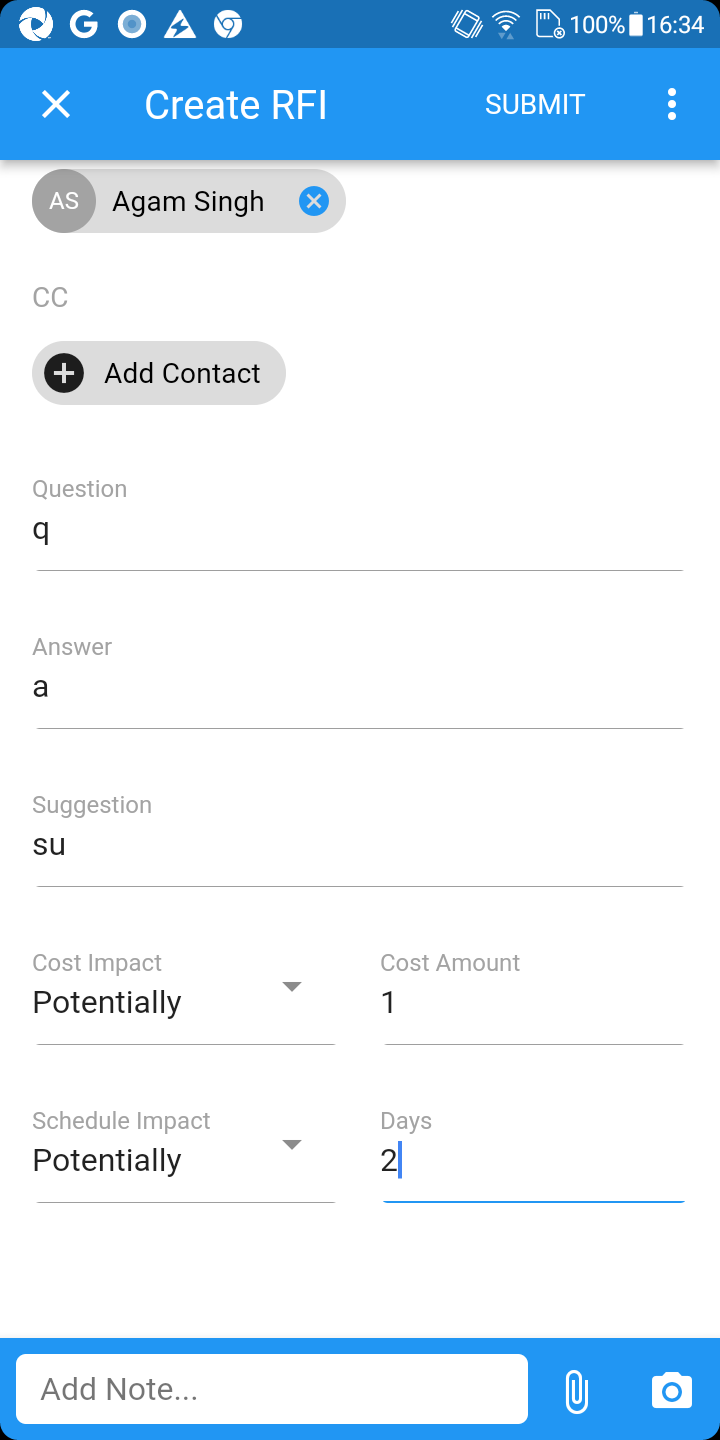 100% 16:34
Create RFI SUBMIT
AS Agam Singh
CC
Add Contact
Question
q
Answer
a
Suggestion
su
Cost Impact Cost Amount
Potentially 1
Schedule Impact Days
Potentially 2
Add Note...